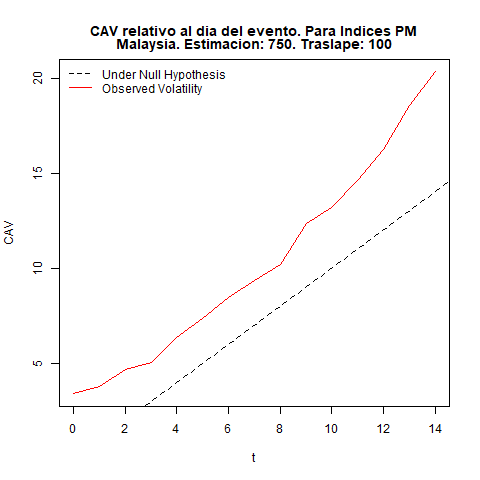 CAV relativo al dia del evento. Para Indices PM
Malaysia. Estimacion: 750. Traslape: 100
Under Null Hypothesis
Observed Volatility
20
15
10
5
CAV
0 2 4 6 8 10 12 14
t